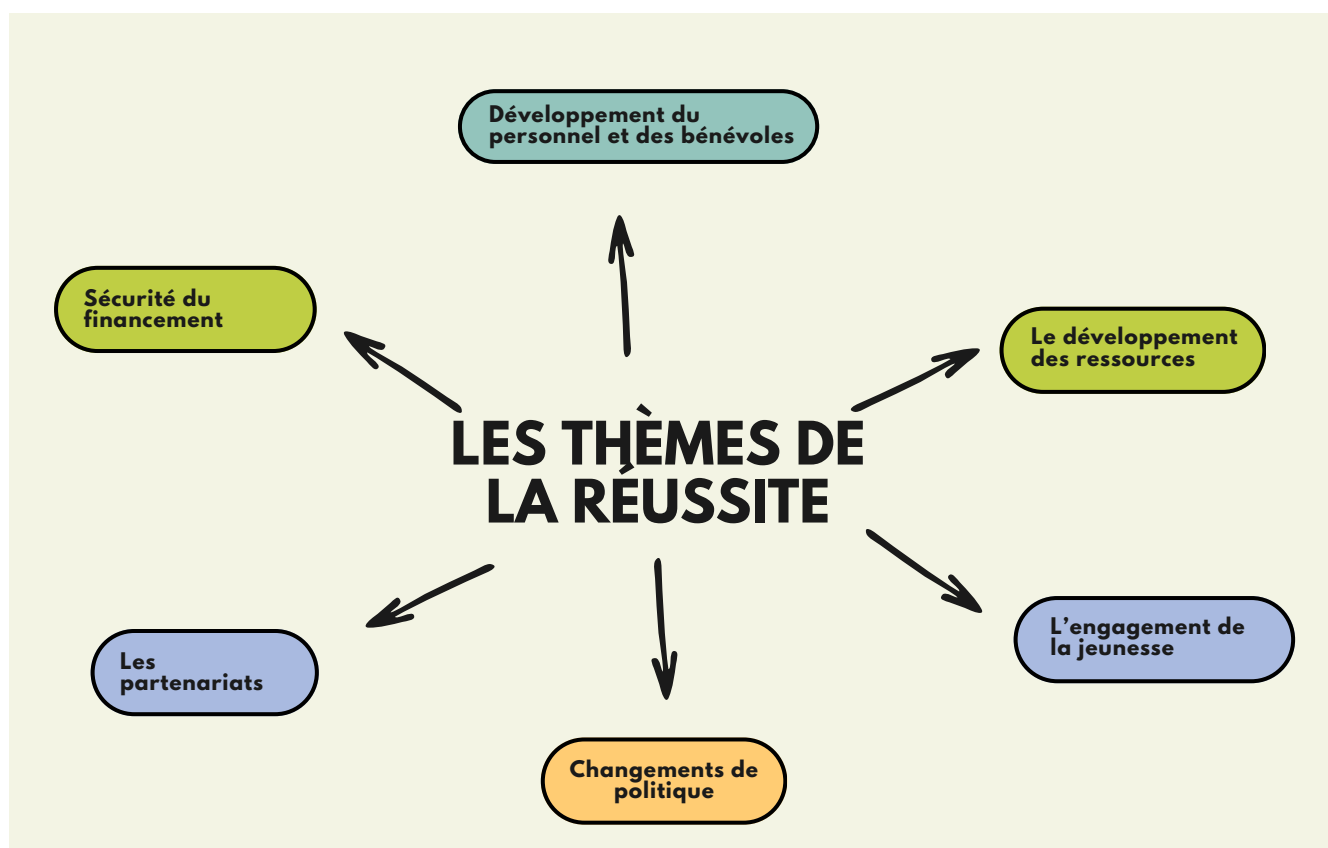 Développement du
personnel et des bénévoles
Sécurité du
financement
Le développement
des ressources
LES THÈMES DE
LA RÉUSSITE
L'engagement de
la jeunesse
Les
partenariats
Changements de
politique